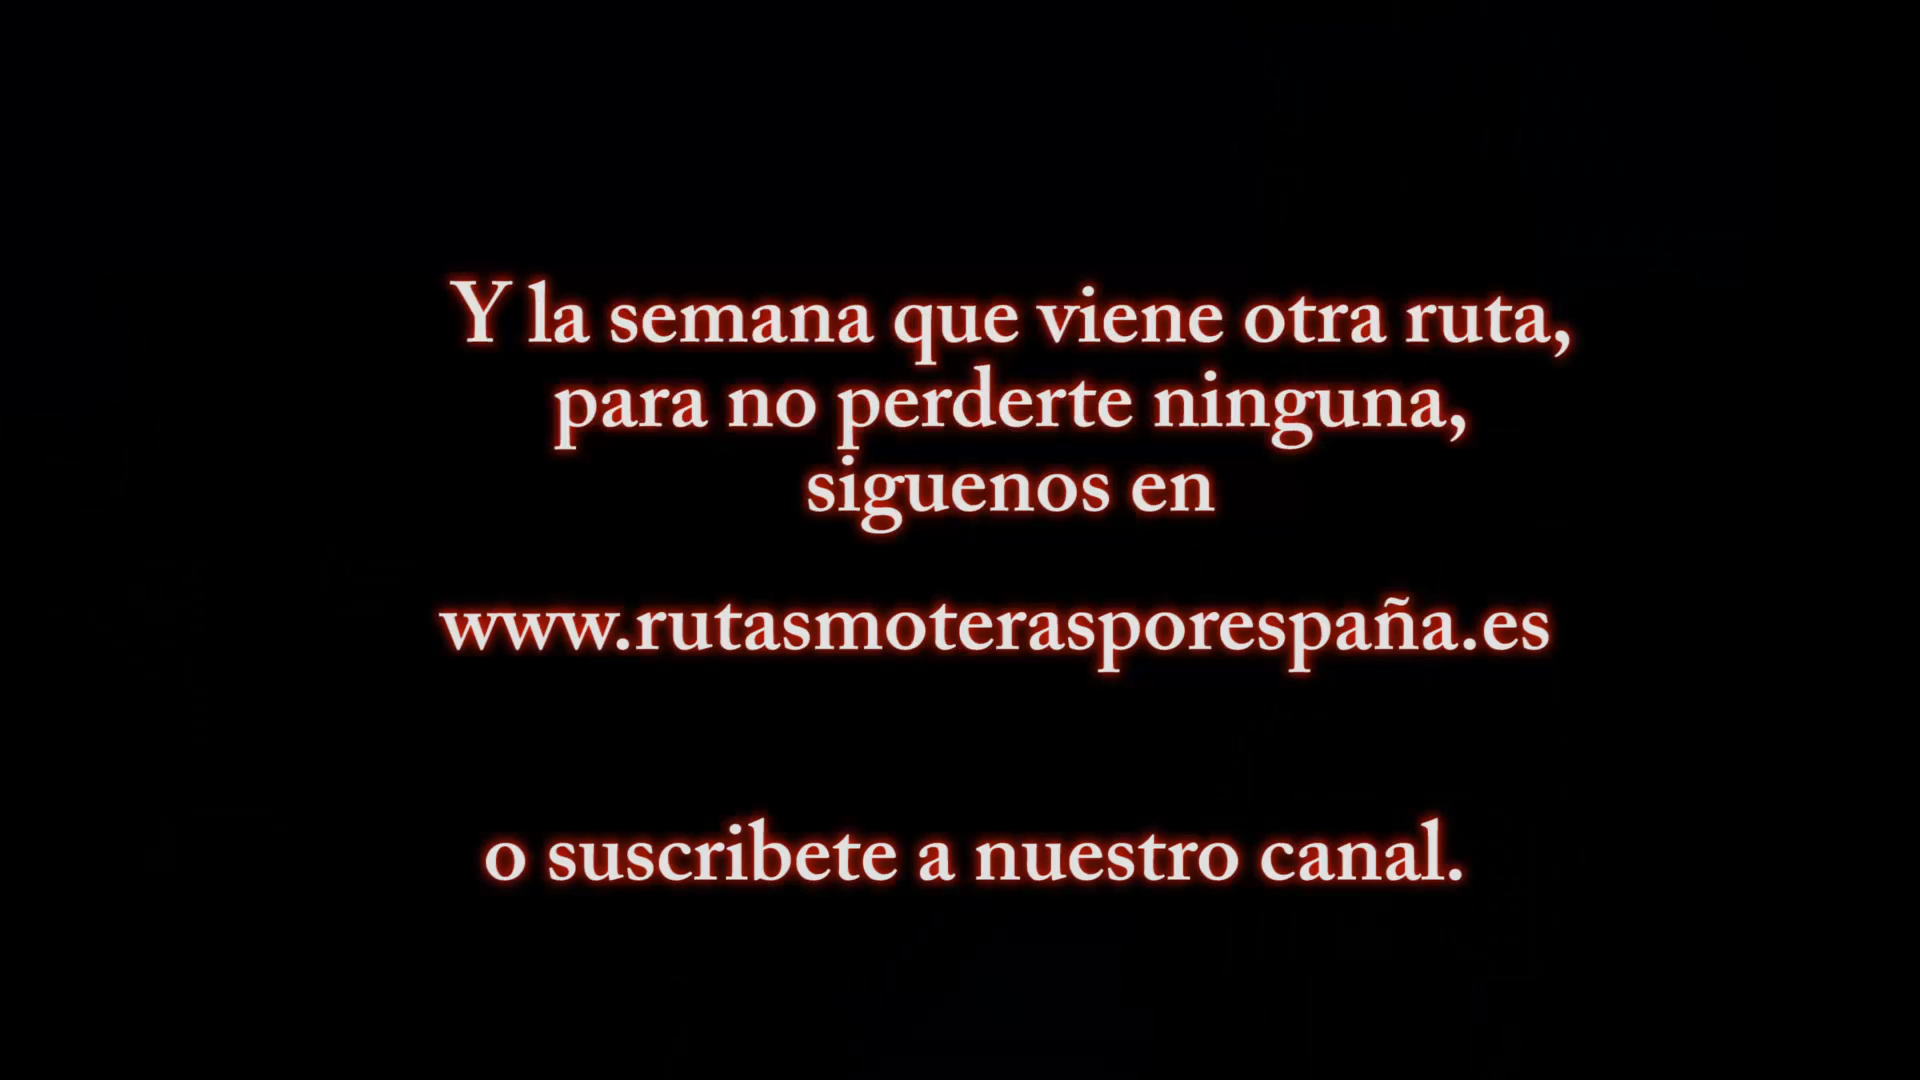 Y la semana que viene otra ruta,
para no perderte ninguna,
siguenos en
www.rutasmoterasporespaña.es
o suscribete a nuestro canal.